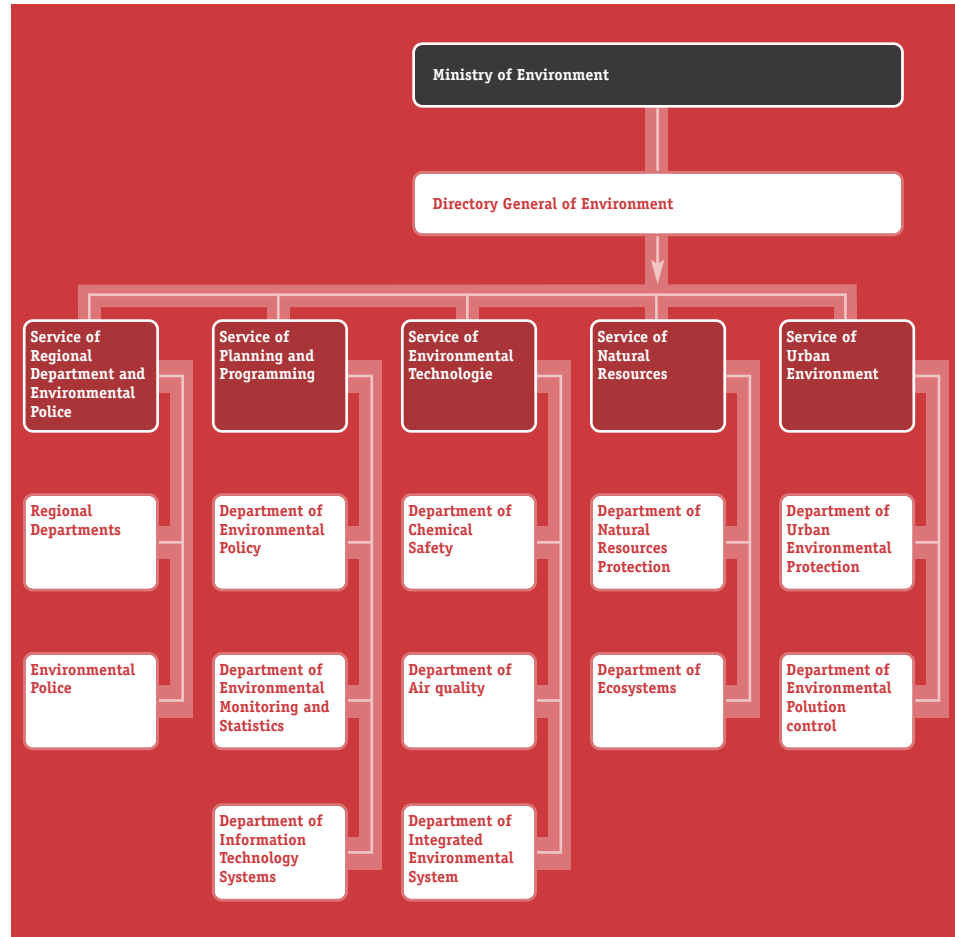 Ministry of Environment
Directory General of Environment
Service of
Regional
Department and
Environmental
Police
Service of
Planning and
Programming
Service of
Environmental
Technologie
Service of
Natural
Resources
Service of
Urban
Environment
Regional
Departments
Department of
Environmental
Policy
Department of
Chemical
Safety
Department of
Natural
Resources
Protection
Department of
Urban
Environmental
Protection
Environmental
Police
Department of
Environmental
Monitoring and
Statistics
Department of
Air quality
Department of
Ecosystems
Department of
Environmental
Polution
control
Department of
Information
Technology
Systems
Department of
Integrated
Environmental
System